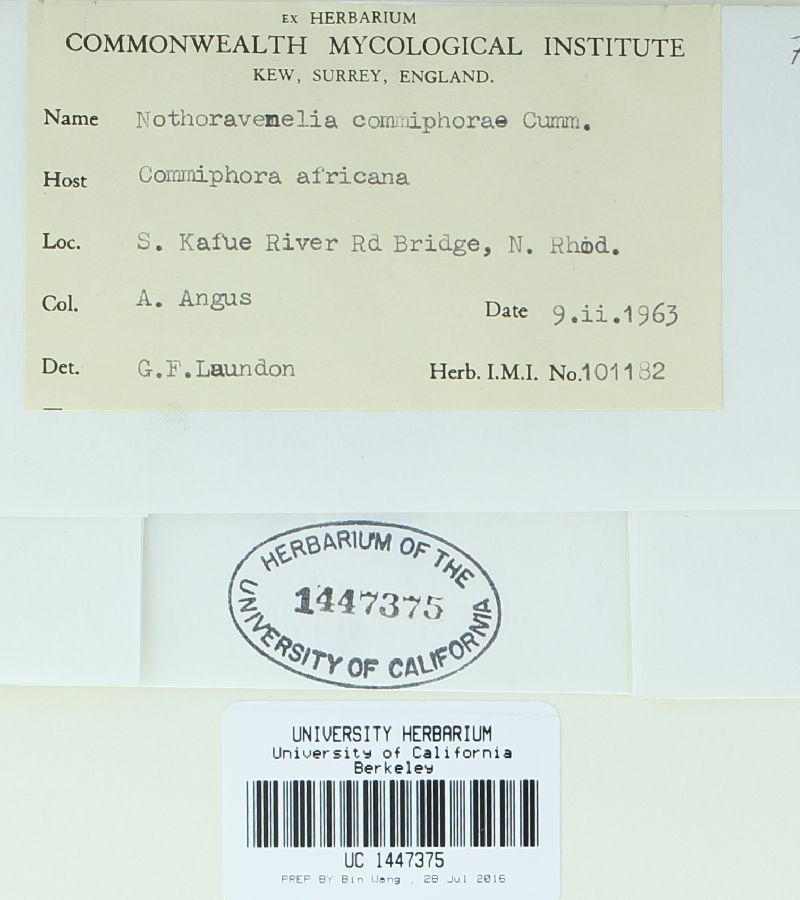 EX HERBARIUM
COMMONWEALTH MYCOLOGICAL INSTITUTE
KEW, SURREY, ENGLAND.
Name Nothoravenelia commiphorae Cumm.
Host Commiphora africana
Loc. S. Kafue River Rd Bridge, N. Rhod.
Col. A. Angus Date 9.ii.1963
Det. G.F.Laundon Herb. I.M.I. No.101182
HERBARIUM OF THE
1447375
UNIVERSITY OF CALIFORNIA
UNIVERSITY HERBARIUM
University of California
Berkeley
UC 1447375
PREP BY Bin Wang , 28 Jul 2016